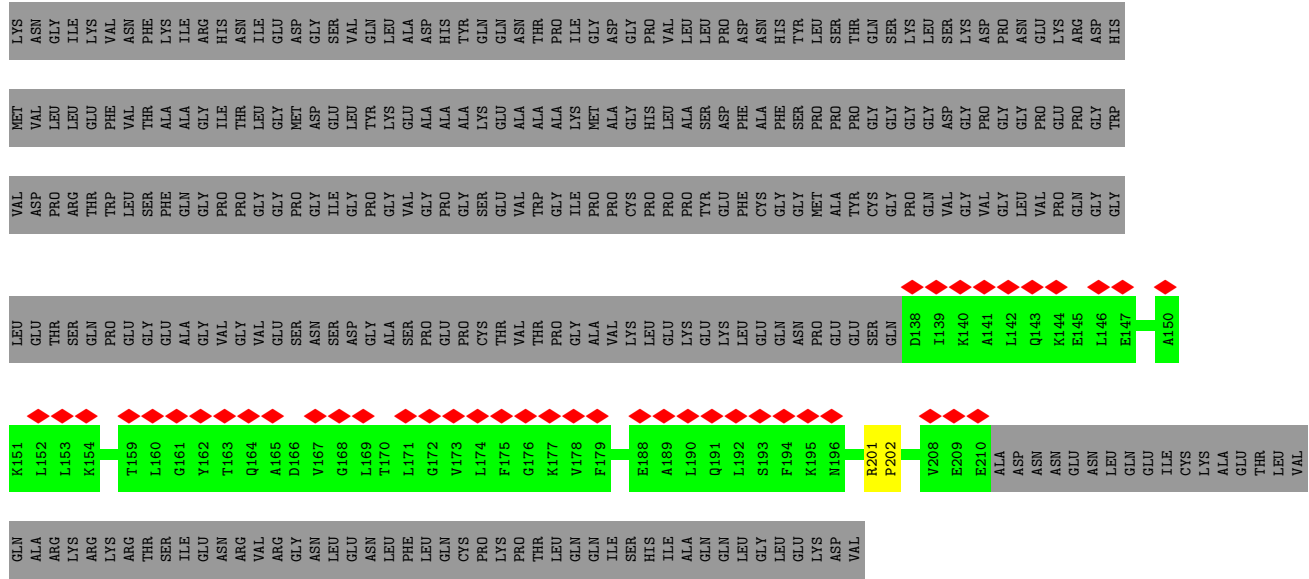 LYS ASN GLY ILE LYS VAL ASN PHE LYS ILE ARG HIS ASN ILE GLU ASP GLY SER VAL GLN LEU ALA ASP HIS TYR GLN GLN ASN THR PRO ILE GLY ASP GLY PRO VAL LEU LEU PRO ASP ASN HIS TYR LEU SER THR GLN SER LYS LEU SER LYS ASP PRO ASN GLU LYS ARG ASP HIS
MET VAL LEU LEU GLU PHE VAL THR ALA ALA GLY ILE THR LEU GLY MET ASP GLU LEU TYR LYS GLU ALA ALA ALA LYS GLU ALA ALA ALA LYS MET ALA GLY HIS LEU ALA SER ASP PHE ALA PHE SER PRO PRO PRO GLY GLY GLY GLY ASP GLY PRO GLY GLY PRO GLU PRO GLY TRP
VAL ASP PRO ARG THR TRP LEU SER PHE GLN GLY PRO PRO GLY GLY PRO GLY ILE GLY PRO GLY VAL GLY PRO GLY SER GLU VAL TRP GLY ILE PRO PRO CYS PRO PRO PRO TYR GLU PHE CYS GLY GLY MET ALA TYR CYS GLY PRO GLN VAL GLY VAL GLY LEU VAL PRO GLN GLY GLY
LEU GLU THR SER GLN PRO GLU GLY GLU ALA GLY VAL GLY VAL GLU SER ASN SER ASP GLY ALA SER PRO GLU PRO CYS THR VAL THR PRO GLY ALA VAL LYS LEU GLU LYS GLU LYS LEU GLU GLN ASN PRO GLU GLU SER GLN D138 I139 K140 A141 L142 Q143 K144 E145 L146 E147 A150
K151 L152 L153 K154 T159 L160 G161 Y162 T163 Q164 A165 D166 V167 G168 L169 T170 L171 G172 V173 L174 F175 G176 K177 V178 F179 E188 A189 L190 Q191 L192 S193 F194 K195 N196 R201 P202 V208 E209 E210 ALA ASP ASN ASN GLU ASN LEU GLN GLU ILE CYS LYS ALA GLU THR LEU VAL
GLN ALA ARG LYS ARG LYS ARG THR SER ILE GLU ASN ARG VAL ARG GLY ASN LEU GLU ASN LEU PHE LEU GLN CYS PRO LYS PRO THR LEU GLN GLN ILE SER HIS ILE ALA GLN GLN LEU GLY LEU GLU LYS ASP VAL